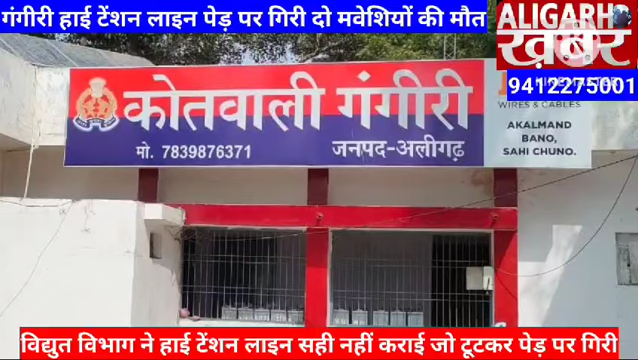 गंगीरी हाई टेंशन लाइन पेड़ पर गिरी दो मवेशियों की मौत
ALIGARH
ख़बर
9412275001
कोतवाली गंगीरी
मो. 7839876371
जनपद-अलीगढ़
WIRES & CABLES
AKALMAND
BANO,
SAHI CHUNO.
विद्युत विभाग ने हाई टेंशन लाइन सही नहीं कराई जो टूटकर पेड़ पर गिरी